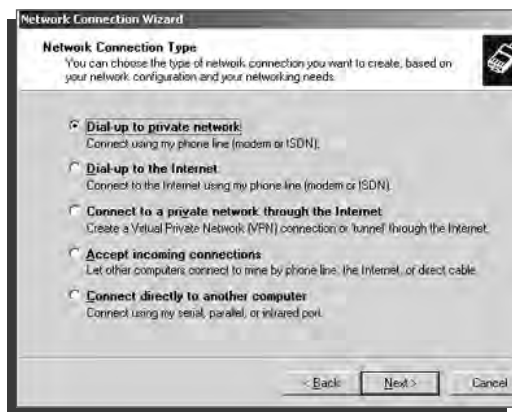 Network Connection Wizard
Network Connection Type
You can choose the type of network connection you want to create, based on
your network configuration and your networking needs.
Dial-up to private network
Connect using my phone line (modem or ISDN).
Dial-up to the Internet
Connect to the Internet using my phone line (modem or ISDN).
Connect to a private network through the Internet
Create a Virtual Private Network (VPN) connection or 'tunnel' through the Internet.
Accept incoming connections
Let other computers connect to mine by phone line, the Internet, or direct cable.
Connect directly to another computer
Connect using my serial, parallel, or infrared port.
< Back
Next >
Cancel